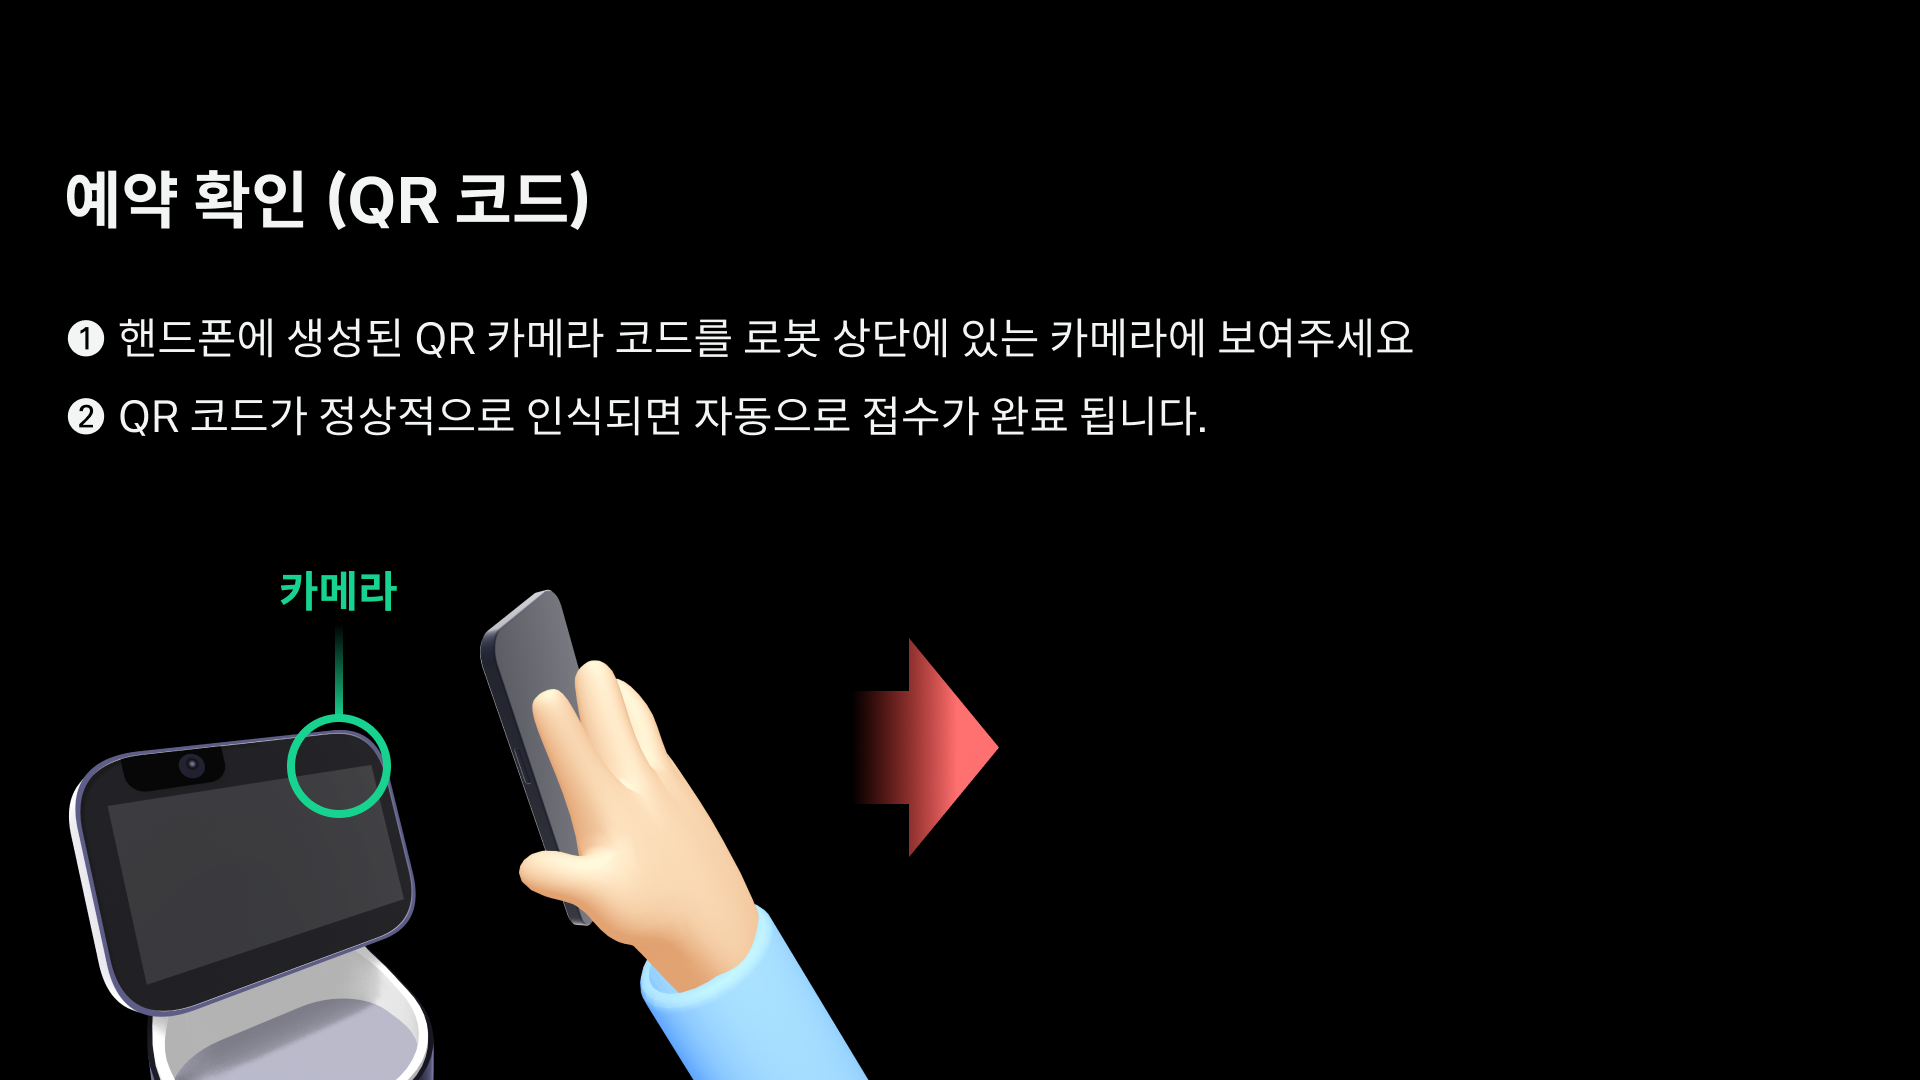 예약 확인 (QR 코드)
❶ 핸드폰에 생성된 QR 카메라 코드를 로봇 상단에 있는 카메라에 보여주세요
❷ QR 코드가 정상적으로 인식되면 자동으로 접수가 완료 됩니다.
카메라